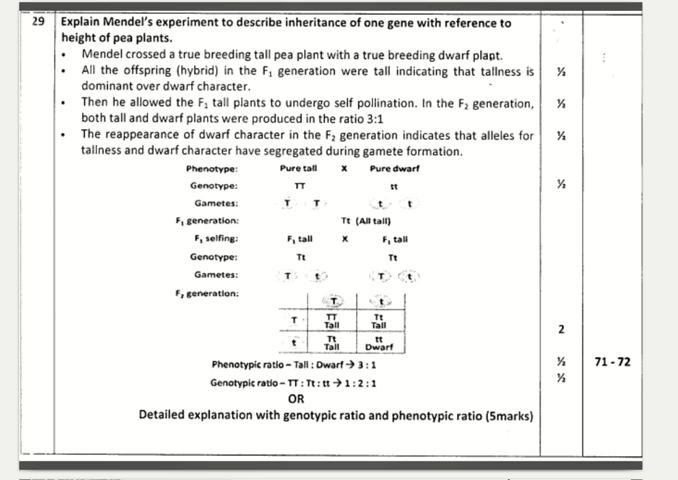 29 Explain Mendel's experiment to describe inheritance of one gene with reference to
height of pea plants.
• Mendel crossed a true breeding tall pea plant with a true breeding dwarf plant.
• All the offspring (hybrid) in the F₁ generation were tall indicating that tallness is ½
dominant over dwarf character.
• Then he allowed the F₁ tall plants to undergo self pollination. In the F₂ generation, ½
both tall and dwarf plants were produced in the ratio 3:1
• The reappearance of dwarf character in the F₂ generation indicates that alleles for ½
tallness and dwarf character have segregated during gamete formation.
Phenotype: Pure tall x Pure dwarf
Genotype: TT tt ½
Gametes: T T t t
F₁ generation: Tt (All tall)
F₁ selfing: F₁ tall x F₁ tall
Genotype: Tt Tt
Gametes: T t T t
F₂ generation:
T t
T TT Tt
Tall Tall
2
t Tt tt
Tall Dwarf
Phenotypic ratio – Tall : Dwarf → 3 : 1 ½ 71 - 72
Genotypic ratio – TT : Tt : tt → 1 : 2 : 1 ½
OR
Detailed explanation with genotypic ratio and phenotypic ratio (5marks)